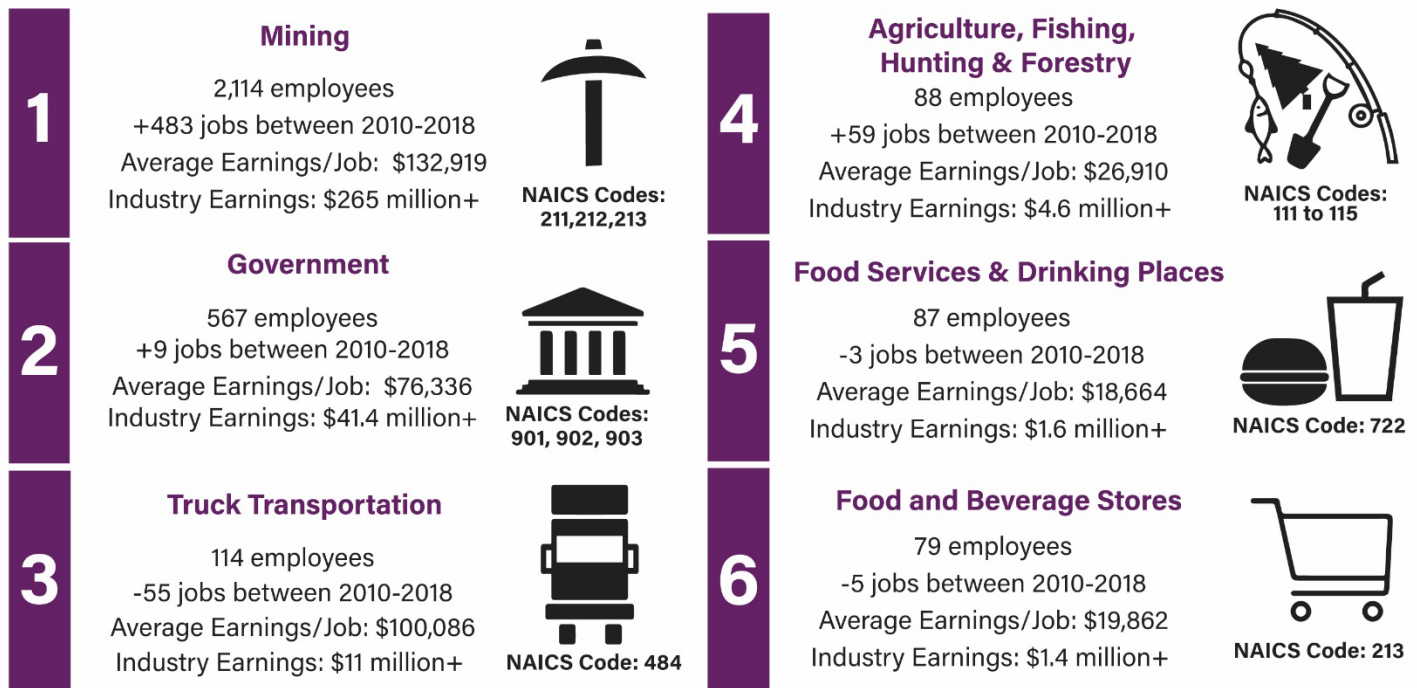 1
Mining
2,114 employees
+483 jobs between 2010-2018
Average Earnings/Job: $132,919
Industry Earnings: $265 million+
NAICS Codes:
211,212,213
2
Government
567 employees
+9 jobs between 2010-2018
Average Earnings/Job: $76,336
Industry Earnings: $41.4 million+
NAICS Codes:
901, 902, 903
3
Truck Transportation
114 employees
-55 jobs between 2010-2018
Average Earnings/Job: $100,086
Industry Earnings: $11 million+
NAICS Code: 484
4
Agriculture, Fishing,
Hunting & Forestry
88 employees
+59 jobs between 2010-2018
Average Earnings/Job: $26,910
Industry Earnings: $4.6 million+
NAICS Codes:
111 to 115
5
Food Services & Drinking Places
87 employees
-3 jobs between 2010-2018
Average Earnings/Job: $18,664
Industry Earnings: $1.6 million+
NAICS Code: 722
6
Food and Beverage Stores
79 employees
-5 jobs between 2010-2018
Average Earnings/Job: $19,862
Industry Earnings: $1.4 million+
NAICS Code: 213